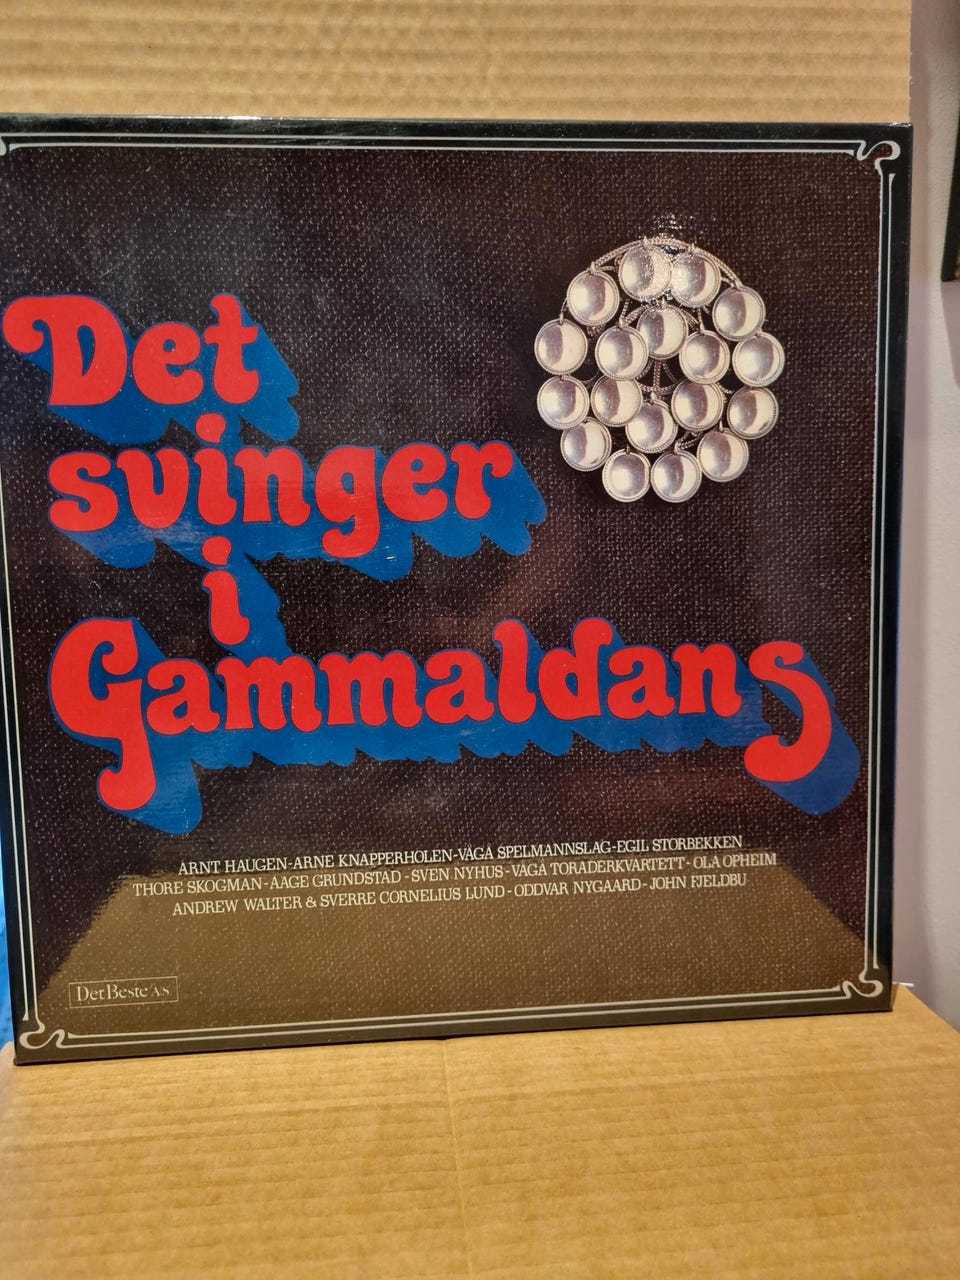 Det
svinger
i
Gammaldans
ARNT HAUGEN-ARNE KNAPPERHOLEN-VÅGÅ SPELMANNSLAG-EGIL STORBEKKEN
THORE SKOGMAN-AAGE GRUNDSTAD-SVEN NYHUS-VÅGÅ TORADERKVARTETT-OLA OPHEIM
ANDREW WALTER & SVERRE CORNELIUS LUND-ODDVAR NYGAARD-JOHN FJELDBU
Det Beste A/S